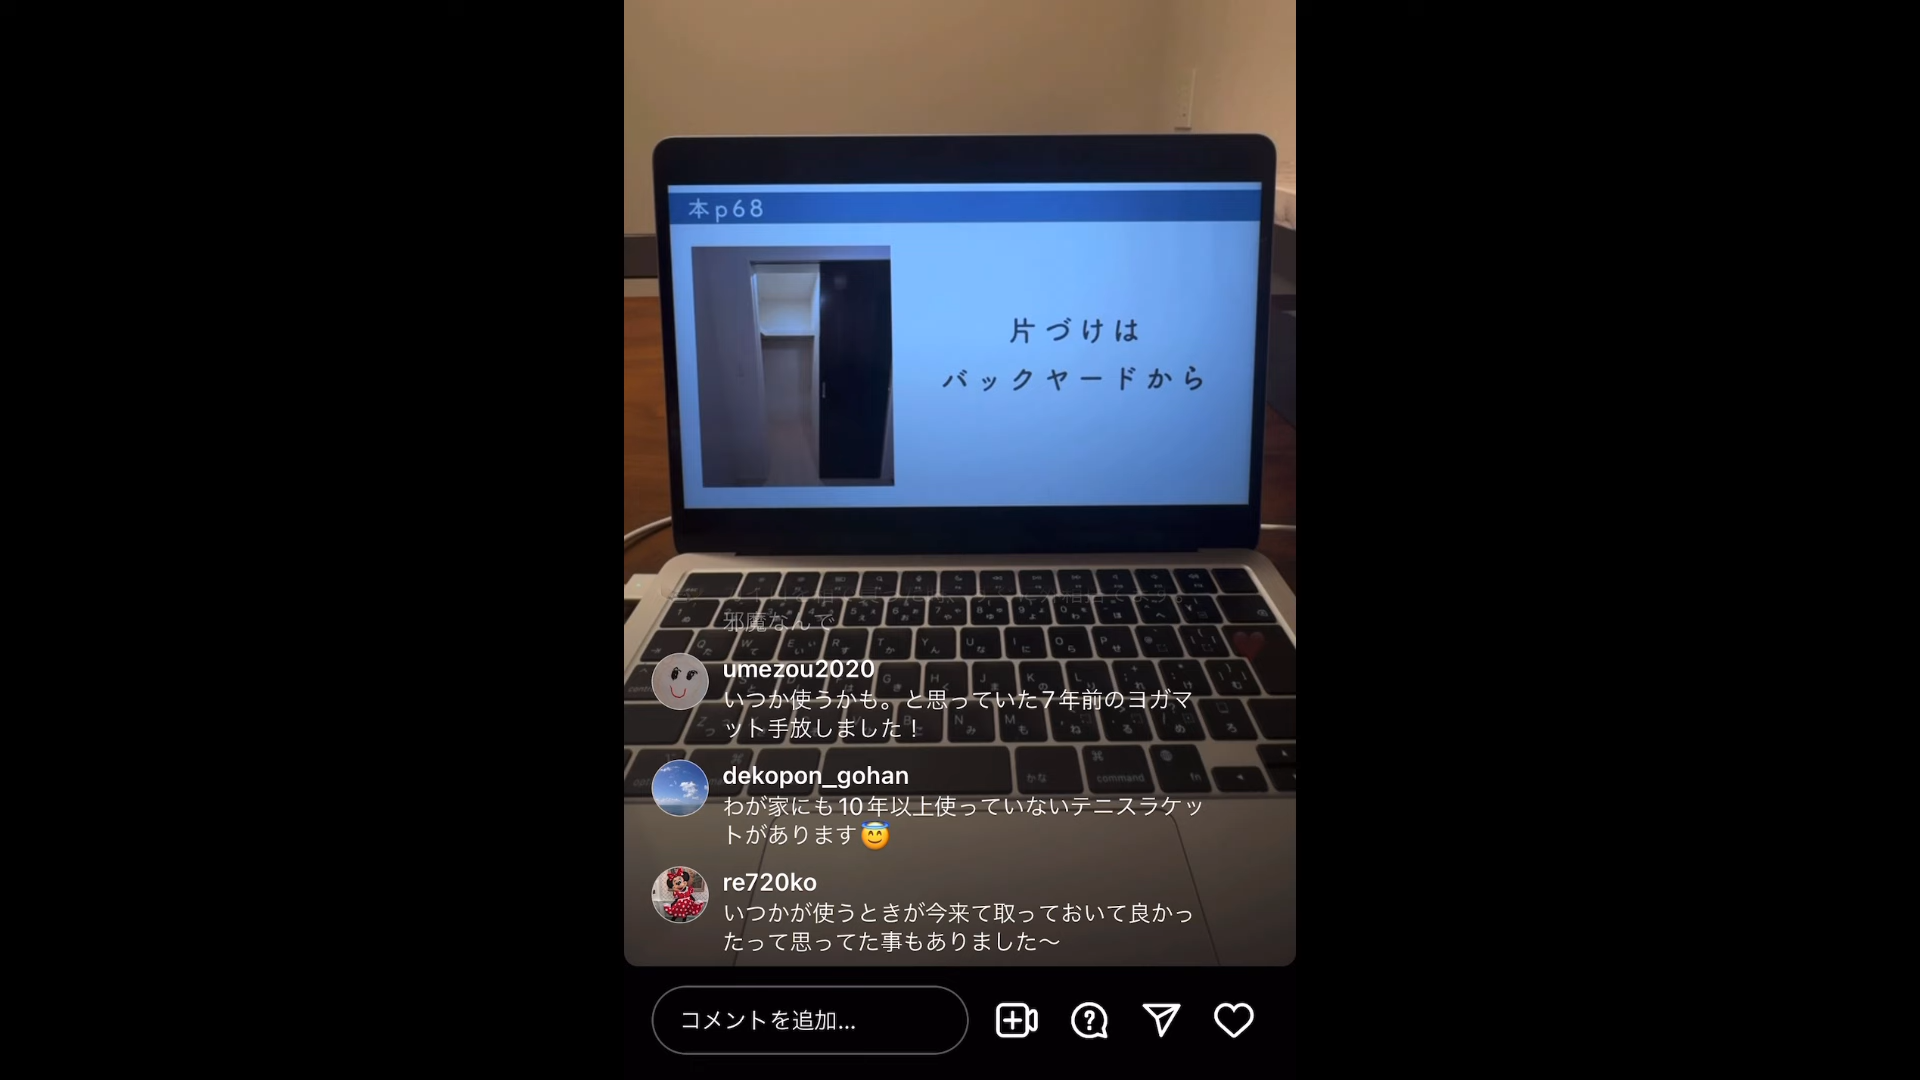 本p68
片づけは
バックヤードから
邪魔なんで
umezou2020
いつか使うかも。と思っていた7年前のヨガマ
ット手放しました！
dekopon_gohan
わが家にも10年以上使っていないテニスラケッ
トがあります😇
re720ko
いつかが使うときが今来て取っておいて良かっ
たって思ってた事もありました〜
コメントを追加...